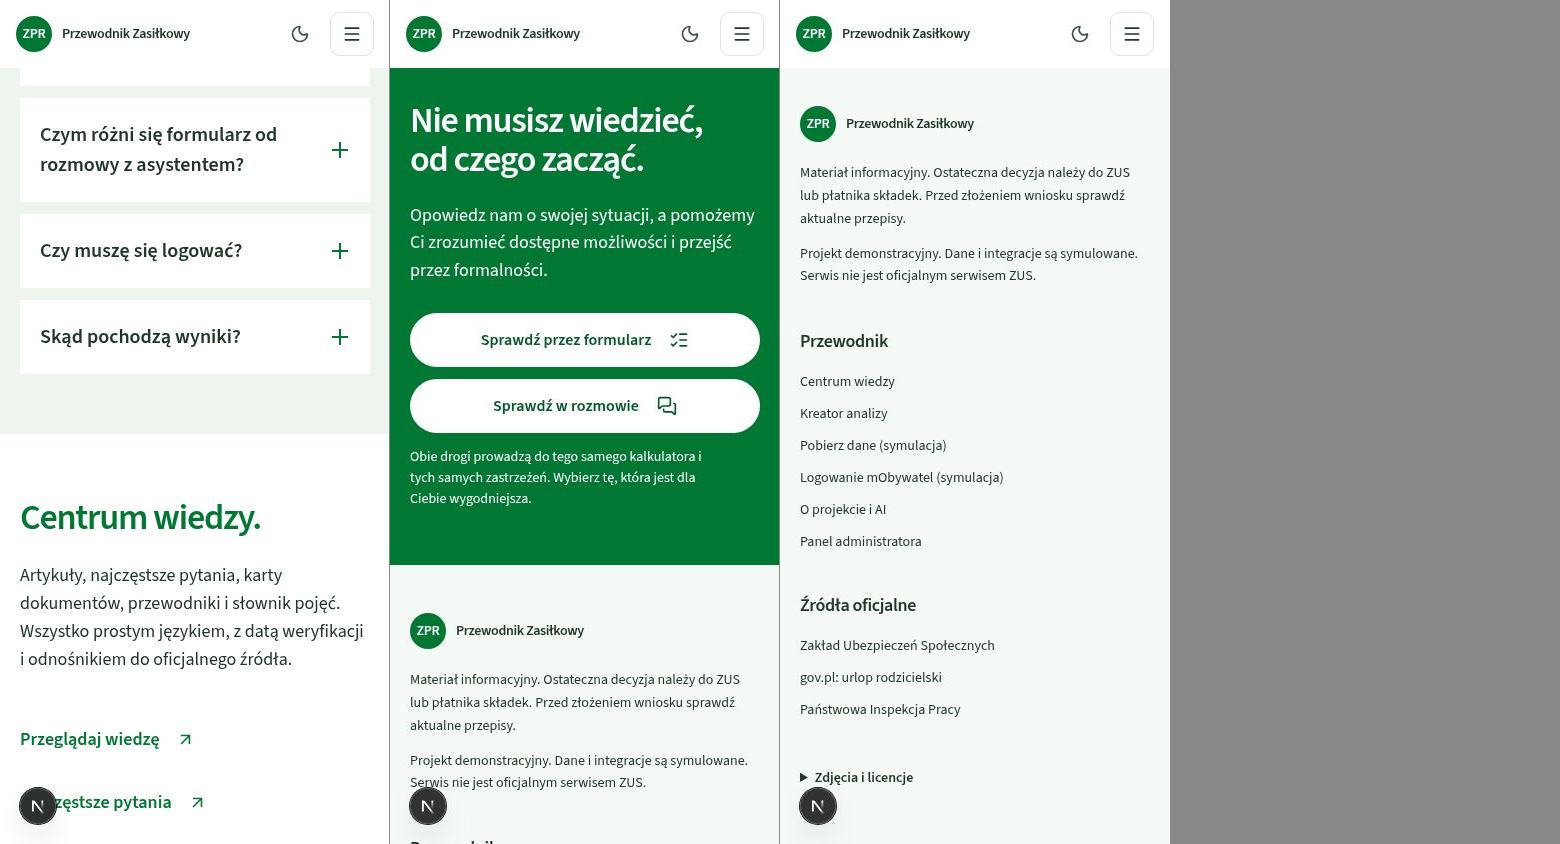 ZPR Przewodnik Zasiłkowy
Czym różni się formularz od
rozmowy z asystentem?
Czy muszę się logować?
Skąd pochodzą wyniki?
Centrum wiedzy.
Artykuły, najczęstsze pytania, karty
dokumentów, przewodniki i słownik pojęć.
Wszystko prostym językiem, z datą weryfikacji
i odnośnikiem do oficjalnego źródła.
Przeglądaj wiedzę
zęstsze pytania
N
ZPR Przewodnik Zasiłkowy
Nie musisz wiedzieć,
od czego zacząć.
Opowiedz nam o swojej sytuacji, a pomożemy
Ci zrozumieć dostępne możliwości i przejść
przez formalności.
Sprawdź przez formularz
Sprawdź w rozmowie
Obie drogi prowadzą do tego samego kalkulatora i
tych samych zastrzeżeń. Wybierz tę, która jest dla
Ciebie wygodniejsza.
ZPR Przewodnik Zasiłkowy
Materiał informacyjny. Ostateczna decyzja należy do ZUS
lub płatnika składek. Przed złożeniem wniosku sprawdź
aktualne przepisy.
Projekt demonstracyjny. Dane i integracje są symulowane.
Serwis nie jest oficjalnym serwisem ZUS.
N
ZPR Przewodnik Zasiłkowy
ZPR Przewodnik Zasiłkowy
Materiał informacyjny. Ostateczna decyzja należy do ZUS
lub płatnika składek. Przed złożeniem wniosku sprawdź
aktualne przepisy.
Projekt demonstracyjny. Dane i integracje są symulowane.
Serwis nie jest oficjalnym serwisem ZUS.
Przewodnik
Centrum wiedzy
Kreator analizy
Pobierz dane (symulacja)
Logowanie mObywatel (symulacja)
O projekcie i AI
Panel administratora
Źródła oficjalne
Zakład Ubezpieczeń Społecznych
gov.pl: urlop rodzicielski
Państwowa Inspekcja Pracy
Zdjęcia i licencje
N